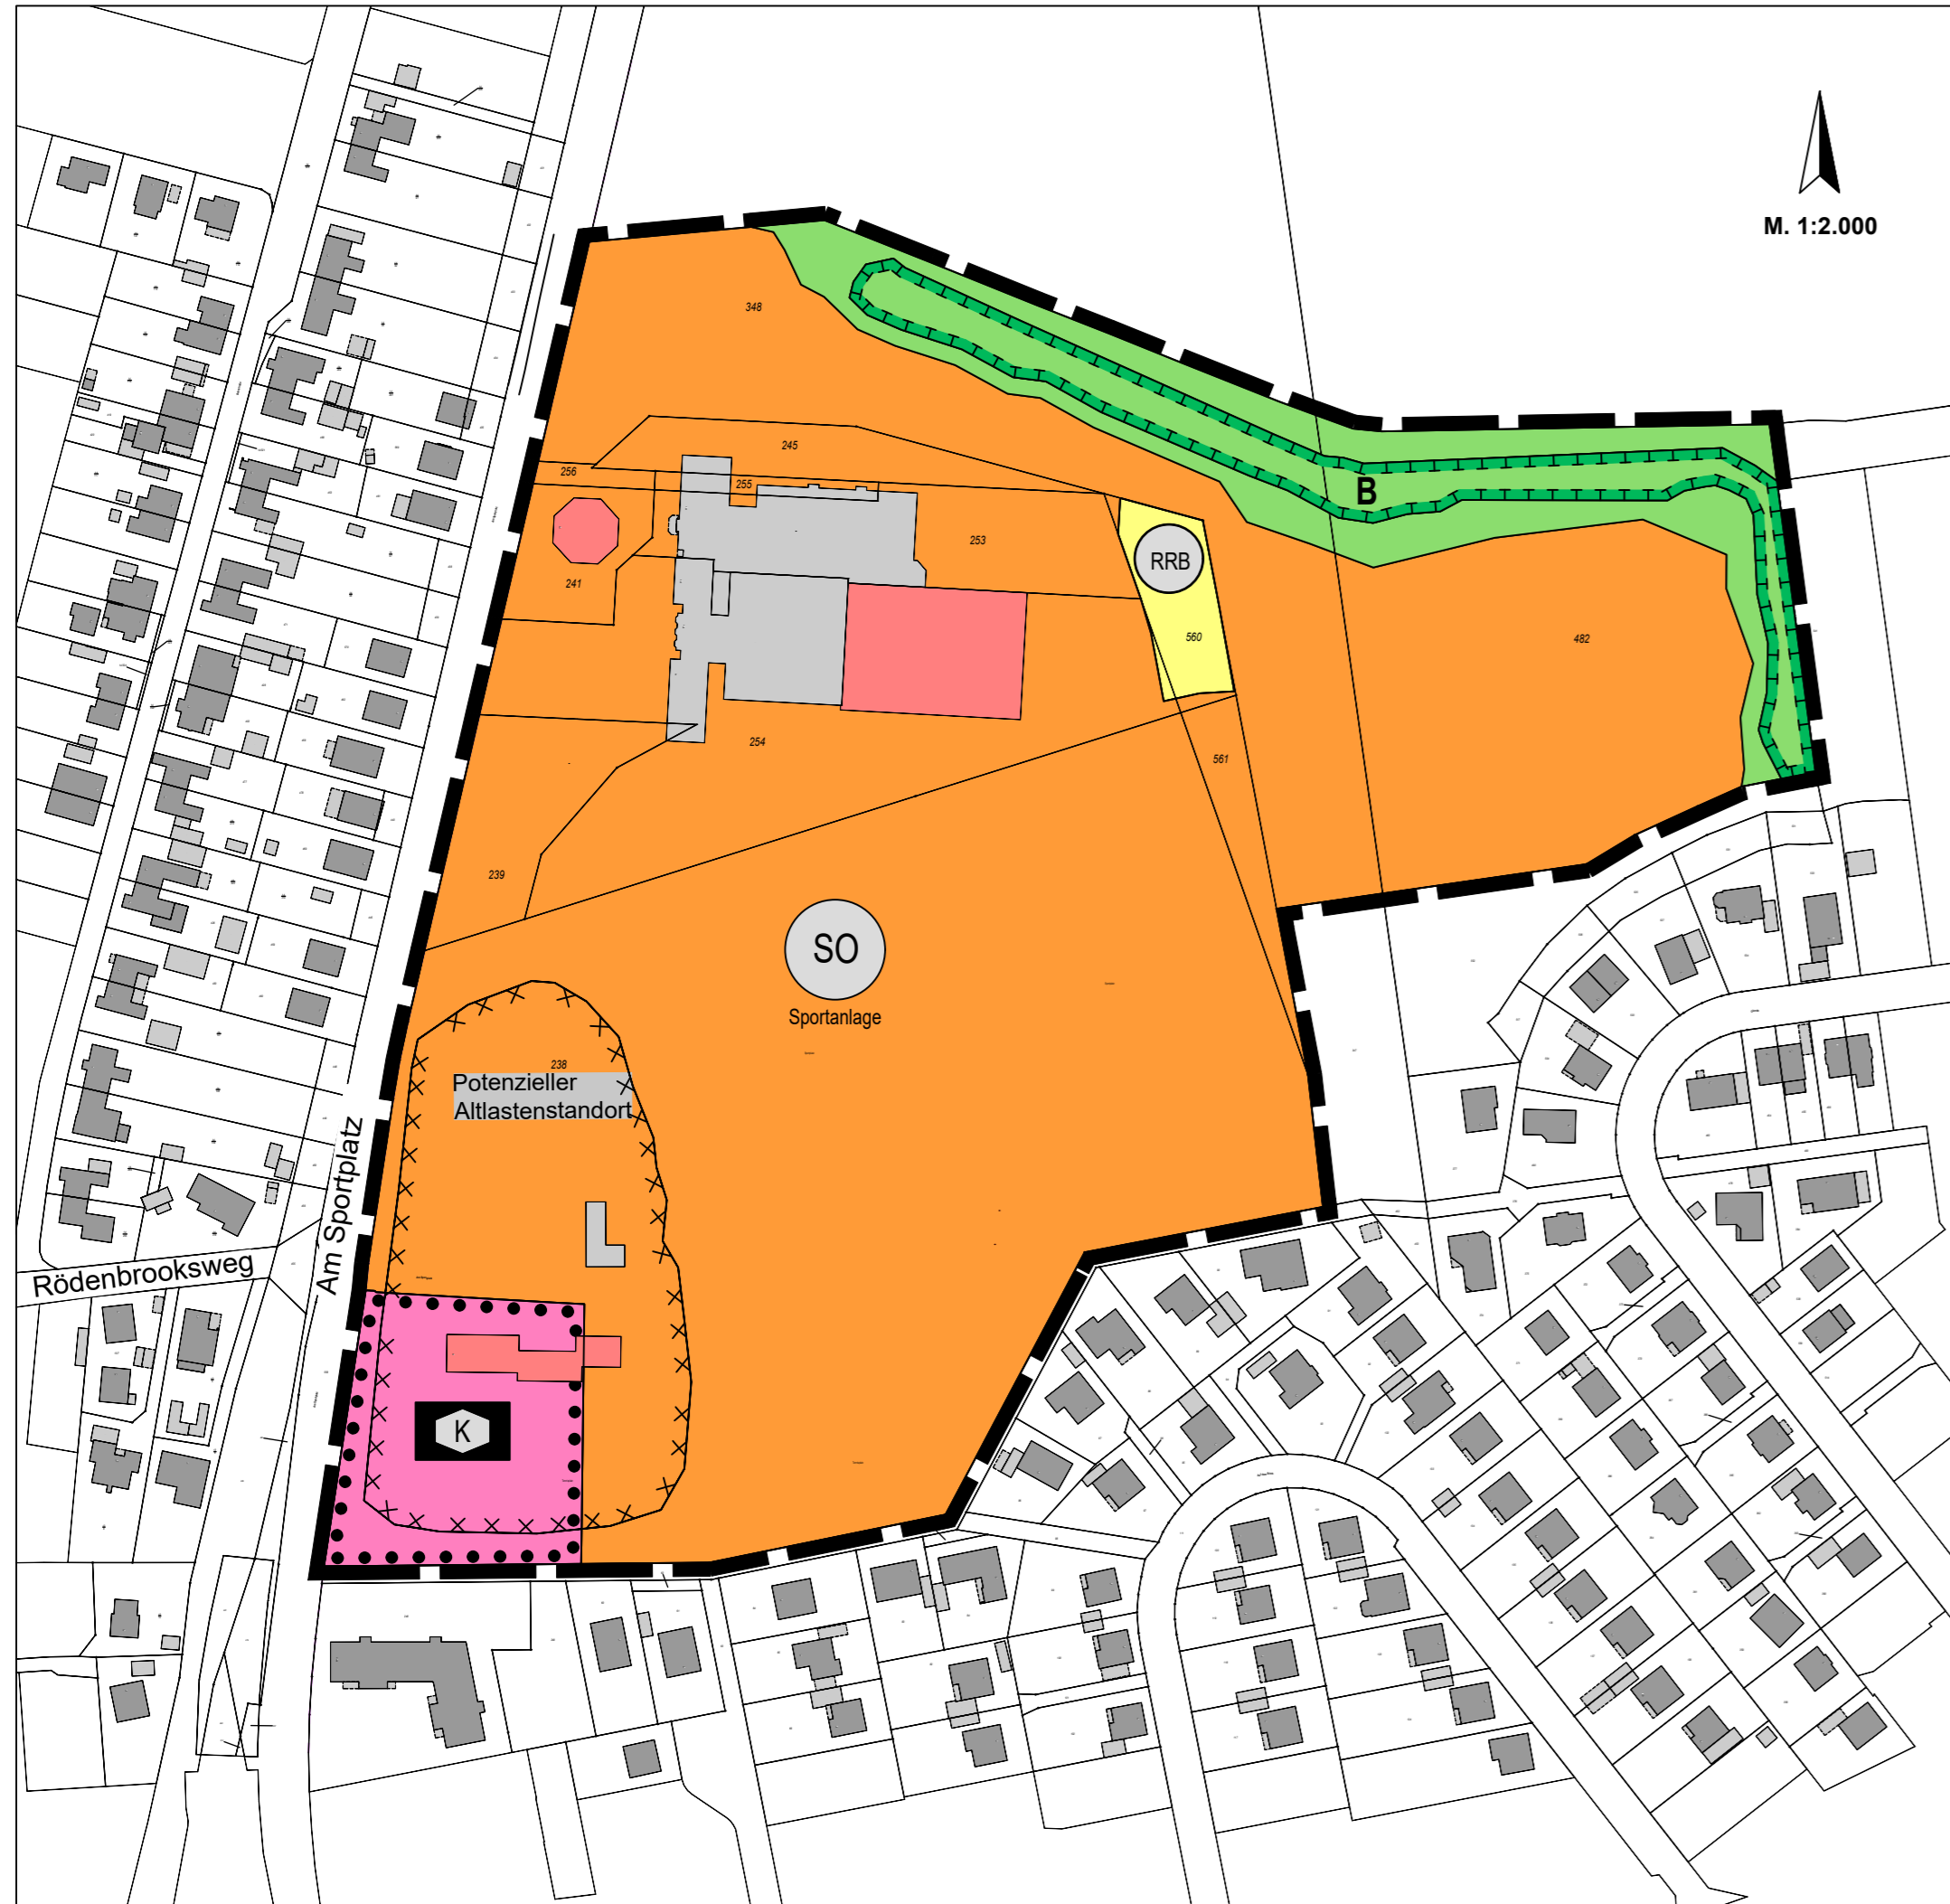 M. 1:2.000
348
245
256
255
B
253
241
RRB
560
482
254
561
239
SO
Sportanlage
238
Potenzieller
Altlastenstandort
Am Sportplatz
Rödenbrooksweg
K